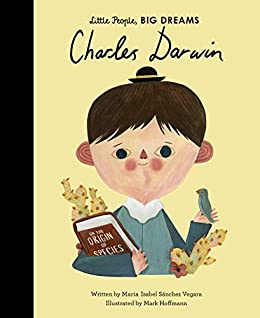 Little People, BIG DREAMS
Charles Darwin
ON THE
ORIGIN
OF
SPECIES
Written by Maria Isabel Sánchez Vegara
Illustrated by Mark Hoffmann